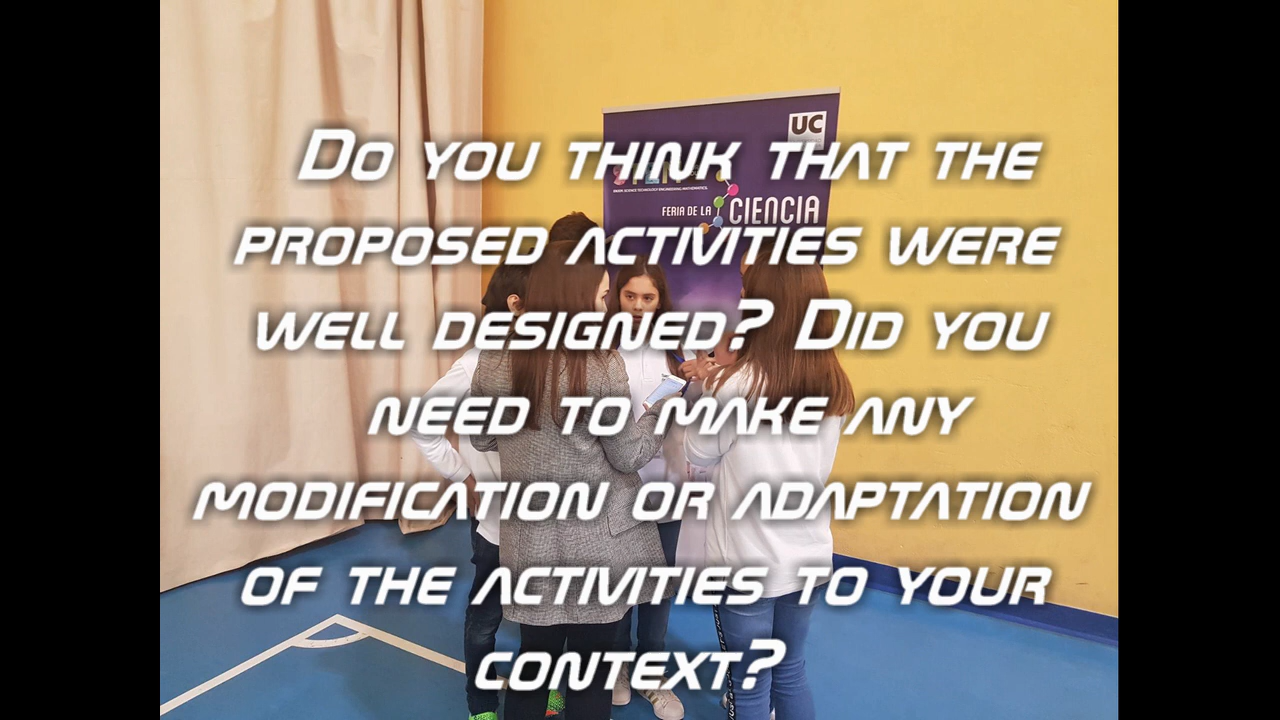 Do you think that the
proposed activities were
well designed? Did you
need to make any
modification or adaptation
of the activities to your
context?
UC
FERIA DE LA
CIENCIA